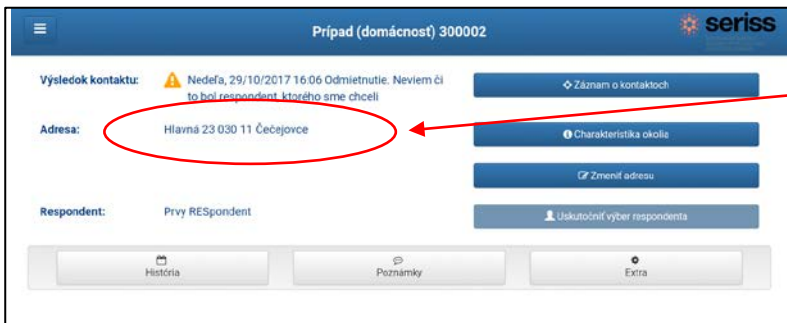 Prípad (domácnosť) 300002
seriss
Výsledok kontaktu:
Nedeľa, 29/10/2017 16:06 Odmietnutie. Neviem či
to bol respondent, ktorého sme chceli
Záznam o kontaktoch
Adresa:
Hlavná 23 030 11 Čečejovce
Charakteristika okolia
Zmeniť adresu
Respondent:
Prvy RESpondent
Uskutočniť výber respondenta
História
Poznámky
Extra